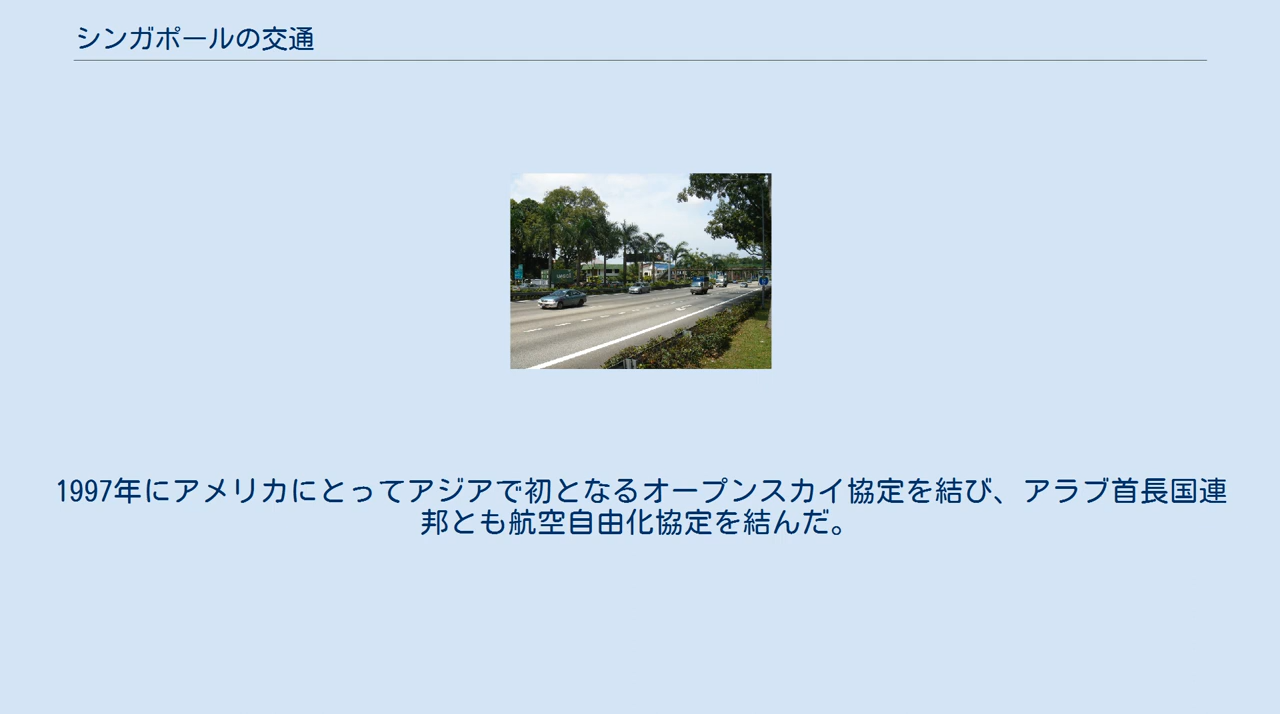 シンガポールの交通
1997年にアメリカにとってアジアで初となるオープンスカイ協定を結び、アラブ首長国連
邦とも航空自由化協定を結んだ。